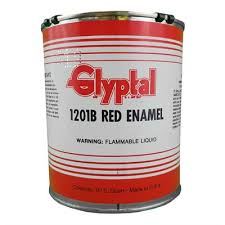 Glyptal
1201B RED ENAMEL
WARNING: FLAMMABLE LIQUID